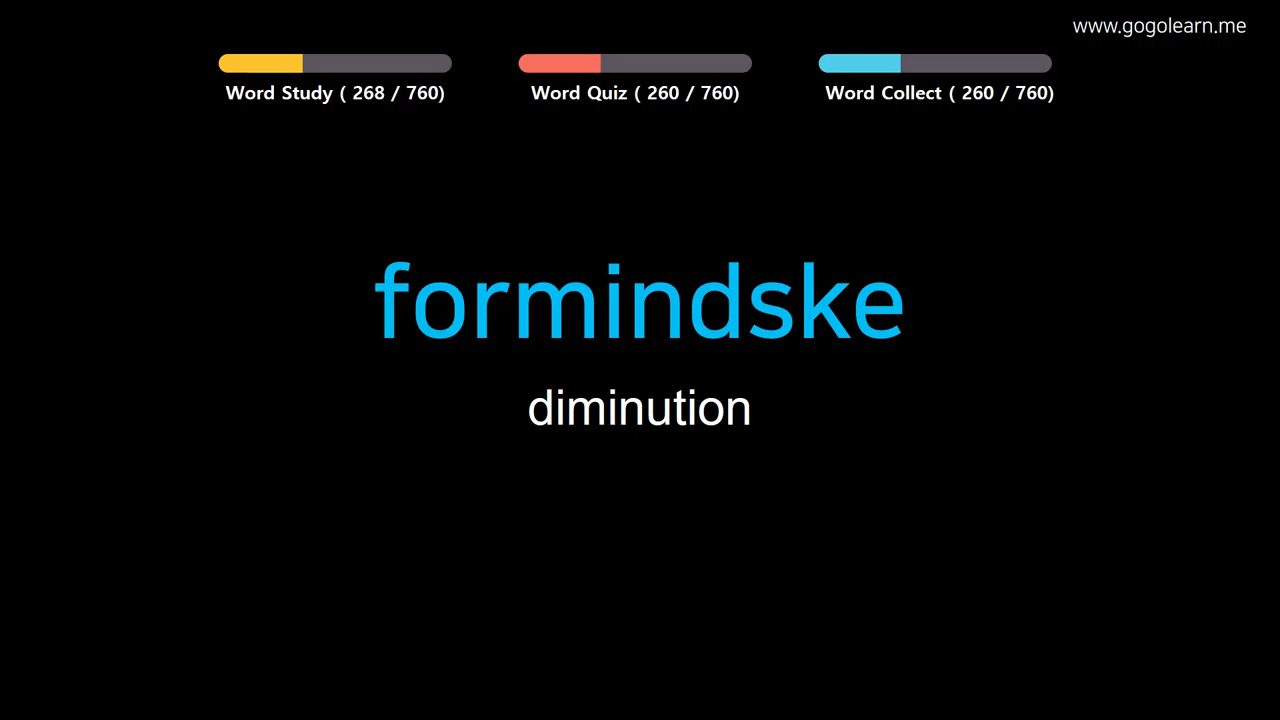 www.gogolearn.me
Word Study ( 268 / 760)
Word Quiz ( 260 / 760)
Word Collect ( 260 / 760)
formindske
diminution